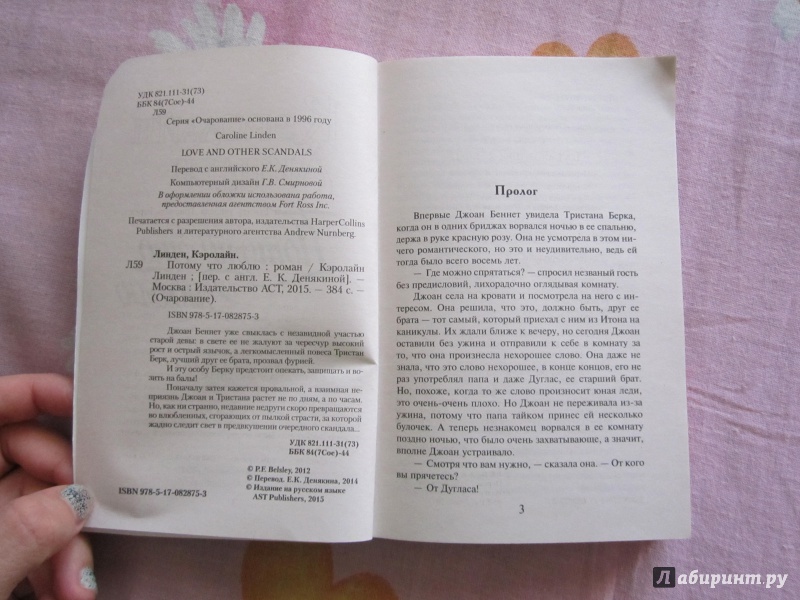 УДК 821.111-31(73)
ББК 84(7Сое)-44
Л59
Серия «Очарование» основана в 1996 году
Caroline Linden
LOVE AND OTHER SCANDALS
Перевод с английского Е.К. Денякиной
Компьютерный дизайн Г.В. Смирновой
В оформлении обложки использована работа,
предоставленная агентством Fort Ross Inc.
Печатается с разрешения автора, издательства HarperCollins
Publishers и литературного агентства Andrew Nurnberg
Линден, Кэролайн.
Л59 Потому что люблю : роман / Кэролайн
Линден ; [пер. с англ. Е. К. Денякиной]. —
Москва : Издательство АСТ, 2015. — 384 с. —
(Очарование).
ISBN 978-5-17-082875-3
Джоан Беннет уже свыклась с незавидной участью
старой девы: в свете ее не жалуют за чересчур высокий
рост и острый язычок, а легкомысленный повеса Тристан
Берк, лучший друг ее брата, прозвал фурией.
И эту особу Берку предстоит опекать, защищать и во-
зить на балы!
Поначалу затея кажется провальной, а взаимная не-
приязнь Джоан и Тристана растет не по дням, а по часам.
Но, как ни странно, недавние недруги скоро превращаются
во влюбленных, сгорающих от пылкой страсти, за которой
жадно следит свет в предвкушении очередного скандала...
УДК 821.111-31(73)
ББК 84(7Сое)-44
© P.F. Belsley, 2012
© Перевод. Е.К. Денякина, 2014
© Издание на русском языке
AST Publishers, 2015
ISBN 978-5-17-082875-3
Пролог
Впервые Джоан Беннет увидела Тристана Берка,
когда он в одних бриджах ворвался ночью в ее спальню,
держа в руке красную розу. Она не усмотрела в этом ни-
чего романтического, но это и неудивительно, ведь ей
тогда было всего восемь лет.
— Где можно спрятаться? — спросил незваный гость
без предисловий, лихорадочно оглядывая комнату.
Джоан села на кровати и посмотрела на него с ин-
тересом. Она решила, что это, должно быть, друг ее
брата — тот самый, который приехал с ним из Итона на
каникулы. Их ждали ближе к вечеру, но сегодня Джоан
оставили без ужина и отправили к себе в комнату за
то, что она произнесла нехорошее слово. Она даже не
знала, что это слово нехорошее, в конце концов, его не
раз употреблял папа и даже Дуглас, ее старший брат.
Но, похоже, когда то же слово произносит юная леди,
это очень-очень плохо. Но Джоан не переживала из-за
ужина, потому что папа тайком принес ей несколько
булочек. А теперь незнакомец ворвался в ее комнату
поздно ночью, что было очень захватывающе, а значит,
вполне Джоан устраивало.
— Смотря что вам нужно, — сказала она. — От кого
вы прячетесь?
— От Дугласа!
3
Лабиринт.ру